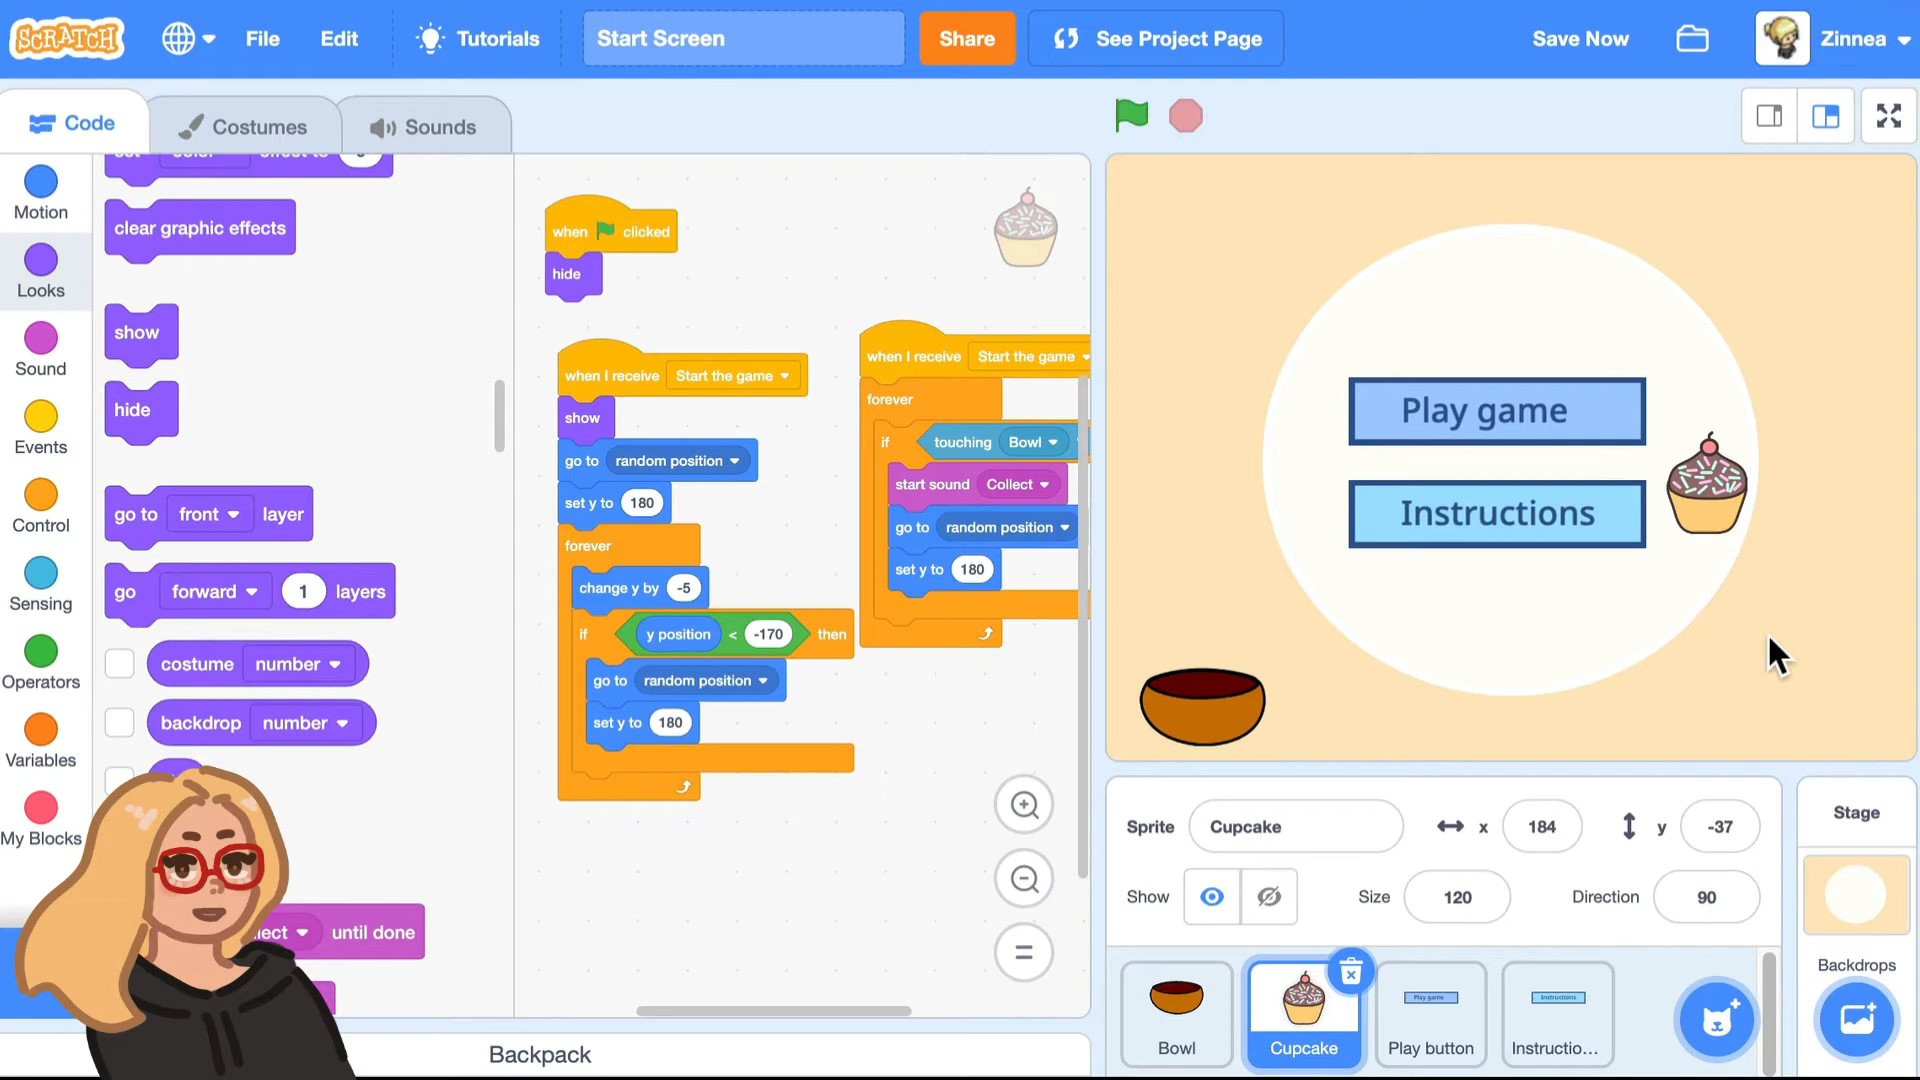 SCRATCH
File
Edit
Tutorials
Start Screen
Share
See Project Page
Save Now
Zinnea
Code
Costumes
Sounds
Motion
Looks
Sound
Events
Control
Sensing
Operators
Variables
My Blocks
clear graphic effects
show
hide
go to front layer
go forward 1 layers
costume number
backdrop number
until done
when clicked
hide
when I receive Start the game
show
go to random position
set y to 180
forever
change y by -5
if y position < -170 then
go to random position
set y to 180
when I receive Start the game
forever
if touching Bowl
start sound Collect
go to random position
set y to 180
Backpack
Play game
Instructions
Sprite Cupcake x 184 y -37
Show Size 120 Direction 90
Bowl
Cupcake
Play game
Play button
Instructions
Instructio...
Stage
Backdrops